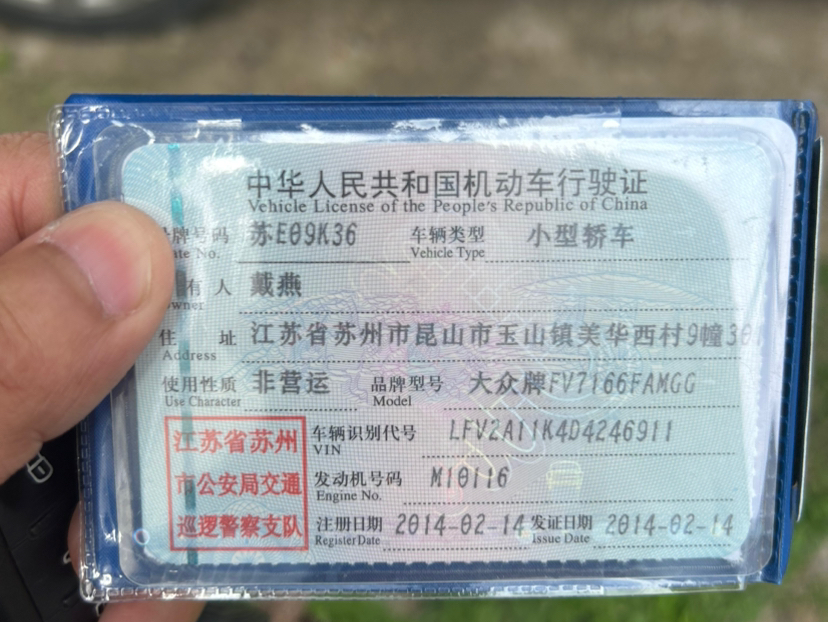 中华人民共和国机动车行驶证
Vehicle License of the People's Republic of China
牌号码 苏E09K36 车辆类型 小型轿车
No. Vehicle Type
有人 戴燕
住址 江苏省苏州市昆山市玉山镇美华西村9幢
Address
使用性质 非营运 品牌型号 大众牌FV7166FAMGG
Use Character Model
江苏省苏州 车辆识别代号 LFV2A11K4D4246911
VIN
市公安局交通 发动机号码 M10116
Engine No.
巡逻警察支队 注册日期 2014-02-14 发证日期 2014-02-14
Register Date Issue Date